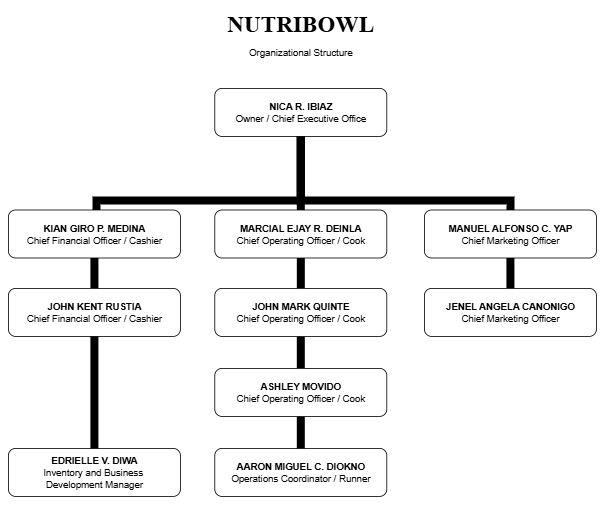 NUTRIBOWL
Organizational Structure
NICA R. IBIAZ
Owner / Chief Executive Office
KIAN GIRO P. MEDINA
Chief Financial Officer / Cashier
MARCIAL EJAY R. DEINLA
Chief Operating Officer / Cook
MANUEL ALFONSO C. YAP
Chief Marketing Officer
JOHN KENT RUSTIA
Chief Financial Officer / Cashier
JOHN MARK QUINTE
Chief Operating Officer / Cook
JENEL ANGELA CANONIGO
Chief Marketing Officer
ASHLEY MOVIDO
Chief Operating Officer / Cook
EDRIELLE V. DIWA
Inventory and Business
Development Manager
AARON MIGUEL C. DIOKNO
Operations Coordinator / Runner